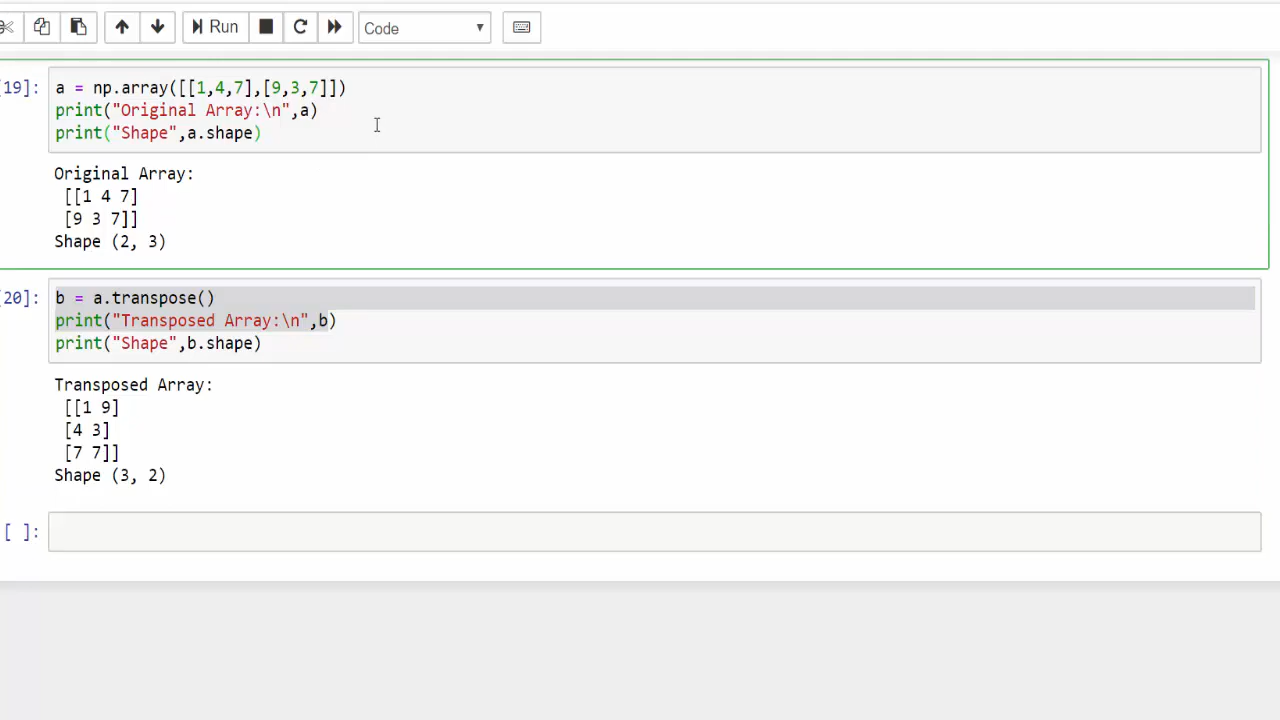 Run
Code
[19]:
a = np.array([[1,4,7],[9,3,7]])
print("Original Array:\n",a)
print("Shape",a.shape)
Original Array:
[[1 4 7]
[9 3 7]]
Shape (2, 3)
[20]:
b = a.transpose()
print("Transposed Array:\n",b)
print("Shape",b.shape)
Transposed Array:
[[1 9]
[4 3]
[7 7]]
Shape (3, 2)
[ ]: